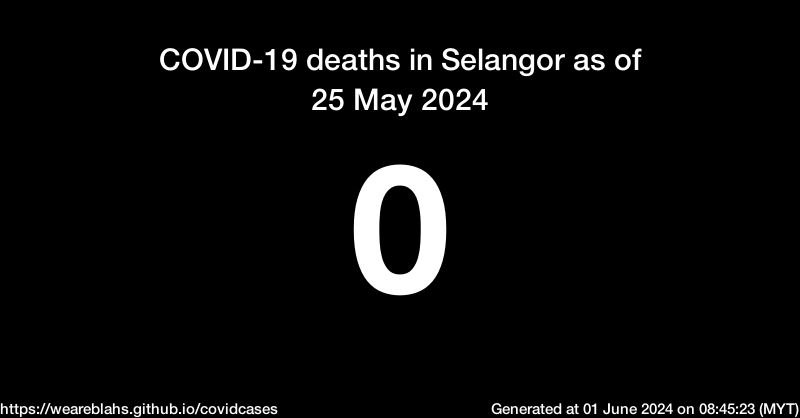 COVID-19 deaths in Selangor as of
25 May 2024
0
https://weareblahs.github.io/covidcases
Generated at 01 June 2024 on 08:45:23 (MYT)